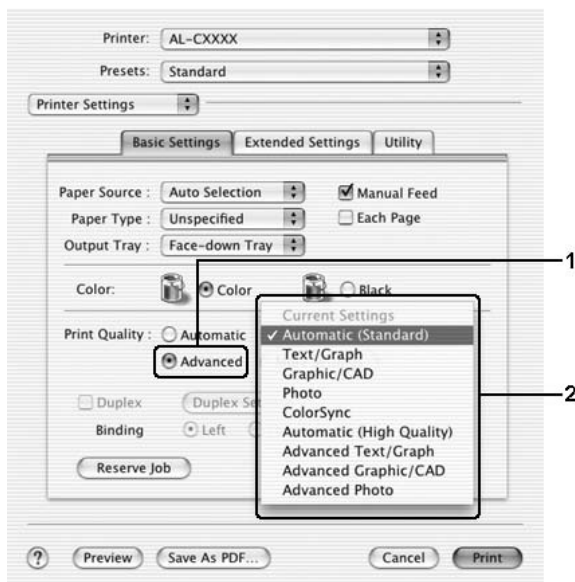 Printer: AL-CXXXX
Presets: Standard
Printer Settings
Basic Settings Extended Settings Utility
Paper Source : Auto Selection Manual Feed
Paper Type : Unspecified Each Page
Output Tray : Face-down Tray
1
Color: Color Black
Print Quality : Automatic
Advanced
Current Settings
✓ Automatic (Standard)
Text/Graph
Graphic/CAD
Photo
ColorSync
Automatic (High Quality)
Advanced Text/Graph
Advanced Graphic/CAD
Advanced Photo
2
Duplex Duplex Set
Binding Left
Reserve Job
? Preview Save As PDF... Cancel Print